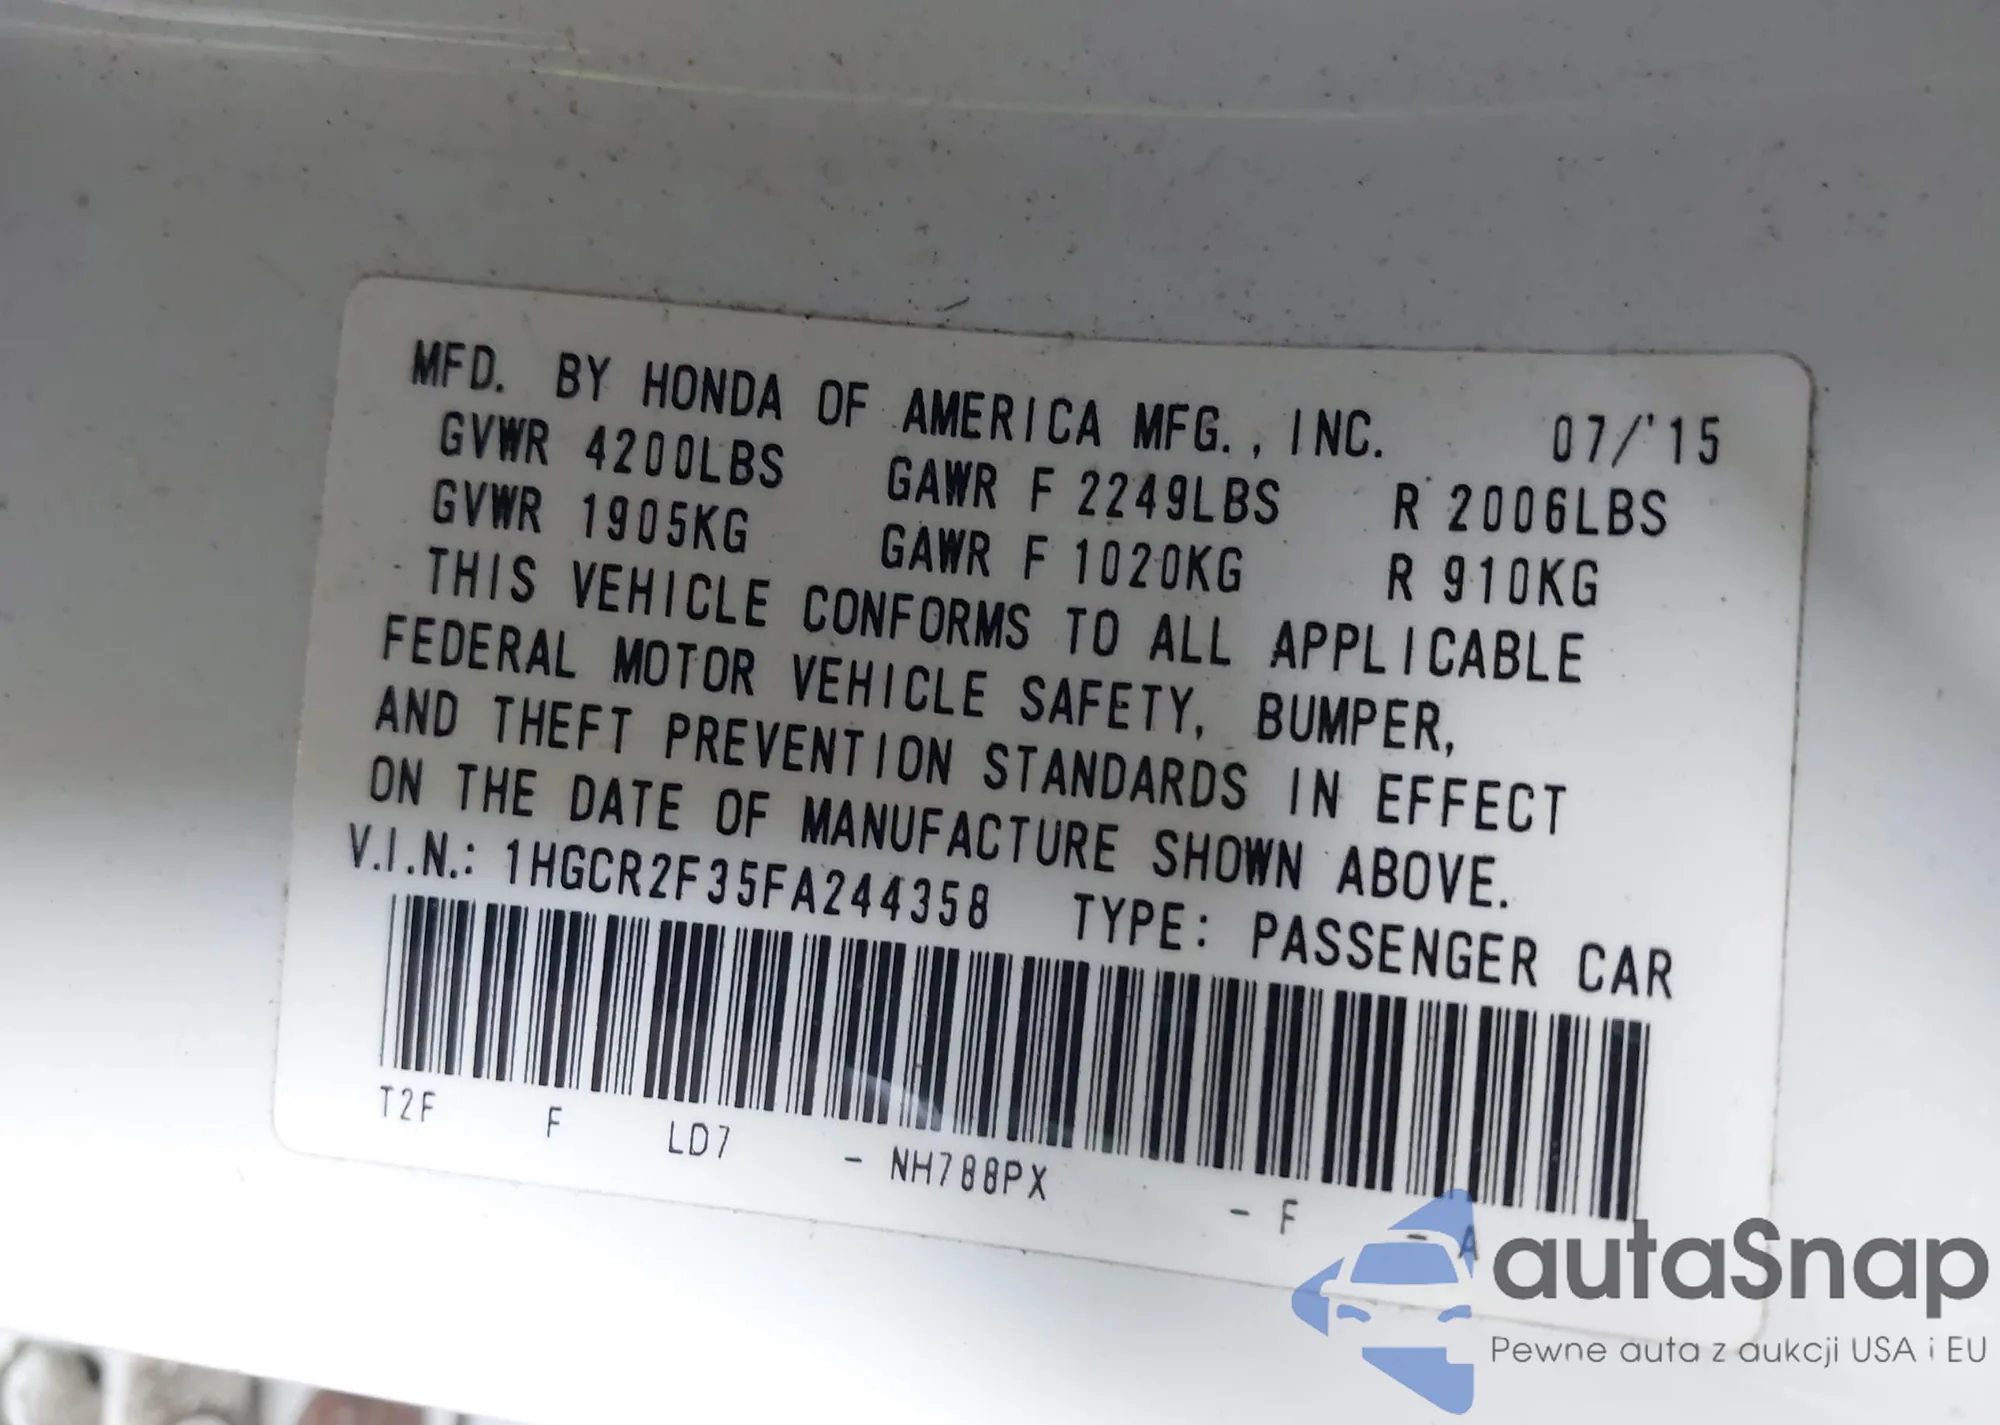 MFD. BY HONDA OF AMERICA MFG., INC. 07/'15
GVWR 4200LBS GAWR F 2249LBS R 2006LBS
GVWR 1905KG GAWR F 1020KG R 910KG
THIS VEHICLE CONFORMS TO ALL APPLICABLE
FEDERAL MOTOR VEHICLE SAFETY, BUMPER,
AND THEFT PREVENTION STANDARDS IN EFFECT
ON THE DATE OF MANUFACTURE SHOWN ABOVE.
V.I.N.: 1HGCR2F35FA244358 TYPE: PASSENGER CAR
T2F F LD7 - NH788PX - F - A
autaSnap
Pewne auta z aukcji USA i EU